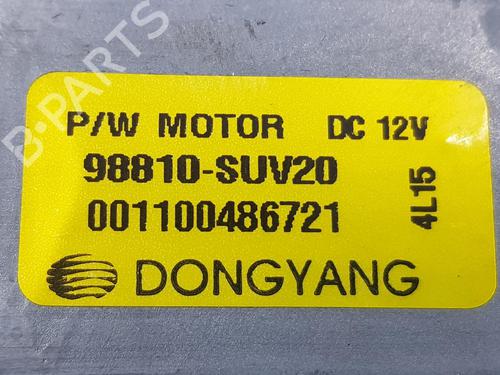 B-PARTS
P/W MOTOR DC 12V
98810-SUV20
001100486721
4L15
DONGYANG